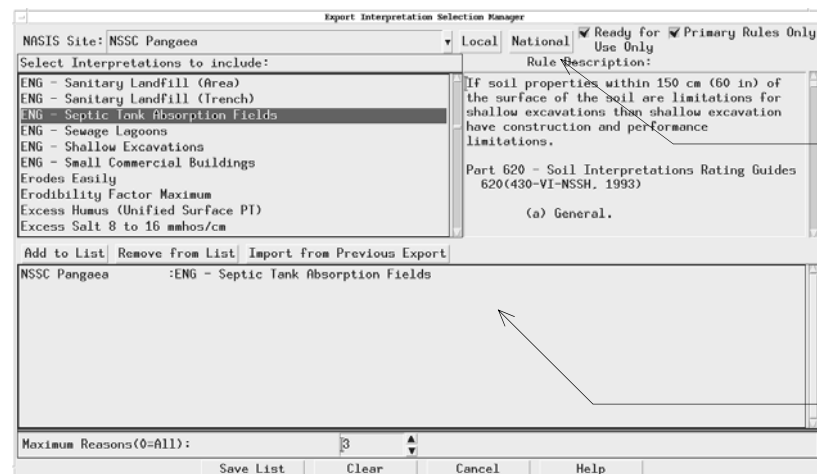 Export Interpretation Selection Manager
NASIS Site: NSSC Pangaea Local National Ready for Use Only Primary Rules Only
Select Interpretations to include:
Rule Description:
ENG - Sanitary Landfill (Area)
ENG - Sanitary Landfill (Trench)
ENG - Septic Tank Absorption Fields
ENG - Sewage Lagoons
ENG - Shallow Excavations
ENG - Small Commercial Buildings
Erodes Easily
Erodibility Factor Maximum
Excess Humus (Unified Surface PT)
Excess Salt 8 to 16 mmhos/cm
If soil properties within 150 cm (60 in) of
the surface of the soil are limitations for
shallow excavations than shallow excavation
have construction and performance
limitations.
Part 620 - Soil Interpretations Rating Guides
620(430-VI-NSSH, 1993)
(a) General.
Add to List Remove from List Import from Previous Export
NSSC Pangaea :ENG - Septic Tank Absorption Fields
Maximum Reasons(0=All): 3
Save List Clear Cancel Help